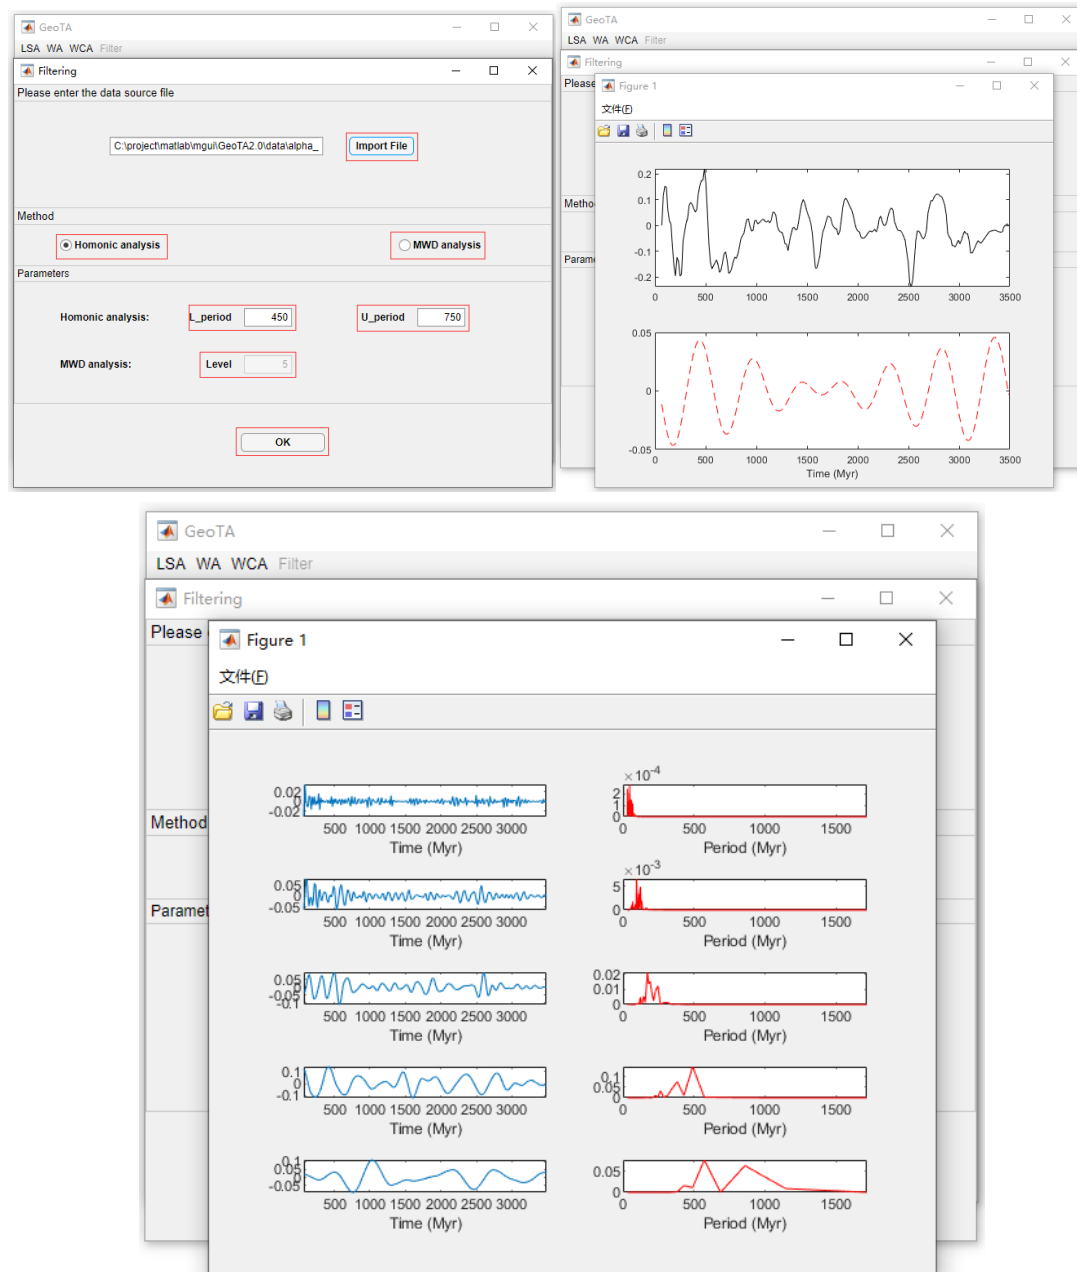 GeoTA
LSA WA WCA Filter
Filtering
Please enter the data source file
C:\project\matlab\mgui\GeoTA2.0\data\alpha_
Import File
Method
Homonic analysis
MWD analysis
Parameters
Homonic analysis:
L_period
450
U_period
750
MWD analysis:
Level
5
OK
GeoTA
LSA WA WCA Filter
Filtering
Please
Metho
Param
Figure 1
文件(F)
0.2
0.1
0
-0.1
-0.2
0 500 1000 1500 2000 2500 3000 3500
0.05
0
-0.05
0 500 1000 1500 2000 2500 3000 3500
Time (Myr)
GeoTA
LSA WA WCA Filter
Filtering
Please
Method
Paramet
Figure 1
文件(F)
0.02
0
-0.02
500 1000 1500 2000 2500 3000
Time (Myr)
×10-4
2
1
0
0 500 1000 1500
Period (Myr)
0.05
0
-0.05
500 1000 1500 2000 2500 3000
Time (Myr)
×10-3
5
0
0 500 1000 1500
Period (Myr)
0.05
0
-0.05
-0.1
500 1000 1500 2000 2500 3000
Time (Myr)
0.02
0.01
0
0 500 1000 1500
Period (Myr)
0.1
0
-0.1
500 1000 1500 2000 2500 3000
Time (Myr)
0.1
0.05
0
0 500 1000 1500
Period (Myr)
0.1
0.05
0
-0.05
500 1000 1500 2000 2500 3000
Time (Myr)
0.05
0
0 500 1000 1500
Period (Myr)